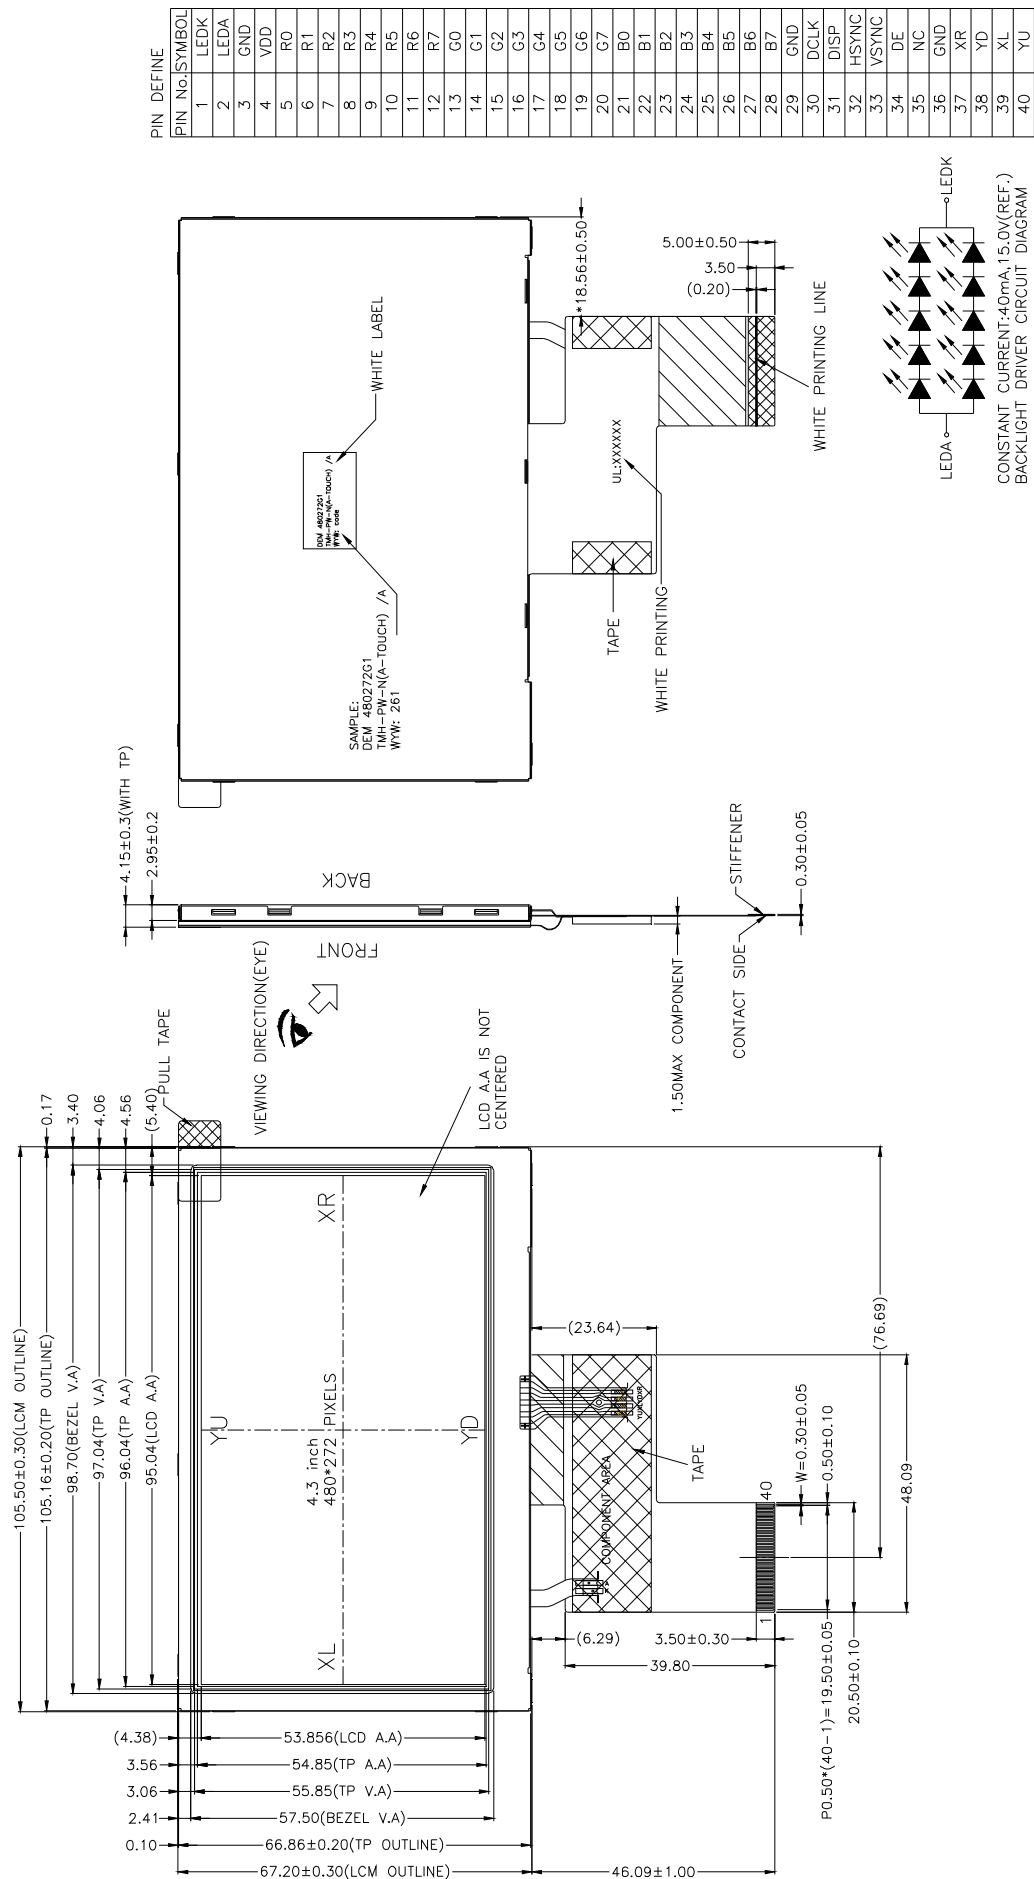 PIN DEFINE
PIN No. SYMBOL
1 LEDK
2 LEDA
3 GND
4 VDD
5 R0
6 R1
7 R2
8 R3
9 R4
10 R5
11 R6
12 R7
13 G0
14 G1
15 G2
16 G3
17 G4
18 G5
19 G6
20 G7
21 B0
22 B1
23 B2
24 B3
25 B4
26 B5
27 B6
28 B7
29 GND
30 DCLK
31 DISP
32 HSYNC
33 VSYNC
34 DE
35 NC
36 GND
37 XR
38 YD
39 XL
40 YU
105.50±0.30(LCM OUTLINE)
0.17
105.16±0.20(TP OUTLINE)
3.40
98.70(BEZEL V.A)
4.06
97.04(TP V.A)
4.56
96.04(TP A.A)
(5.40)
95.04(LCD A.A)
PULL TAPE
YU
XL
XR
YD
4.3 inch
480*272 PIXELS
LCD A.A IS NOT
CENTERED
(4.38)
53.856(LCD A.A)
3.56
54.85(TP A.A)
3.06
55.85(TP V.A)
2.41
57.50(BEZEL V.A)
0.10
66.86±0.20(TP OUTLINE)
67.20±0.30(LCM OUTLINE)
46.09±1.00
(23.64)
COMPONENT AREA
TAPE
(6.29)
3.50±0.30
39.80
1
40
W=0.30±0.05
0.50±0.10
P0.50*(40-1)=19.50±0.05
20.50±0.10
(76.69)
48.09
VIEWING DIRECTION(EYE)
FRONT
BACK
4.15±0.3(WITH TP)
2.95±0.2
1.50MAX COMPONENT
CONTACT SIDE
STIFFENER
0.30±0.05
SAMPLE:
DEM 480272G1
TMH-PW-N(A-TOUCH) /A
WYW: 261
DEM 480272G1
TMH-PW-N(A-TOUCH) /A
WYW: code
WHITE LABEL
*18.56±0.50
UL:XXXXXX
TAPE
WHITE PRINTING
5.00±0.50
3.50
(0.20)
WHITE PRINTING LINE
LEDA
LEDK
CONSTANT CURRENT:40mA,15.0V(REF.)
BACKLIGHT DRIVER CIRCUIT DIAGRAM